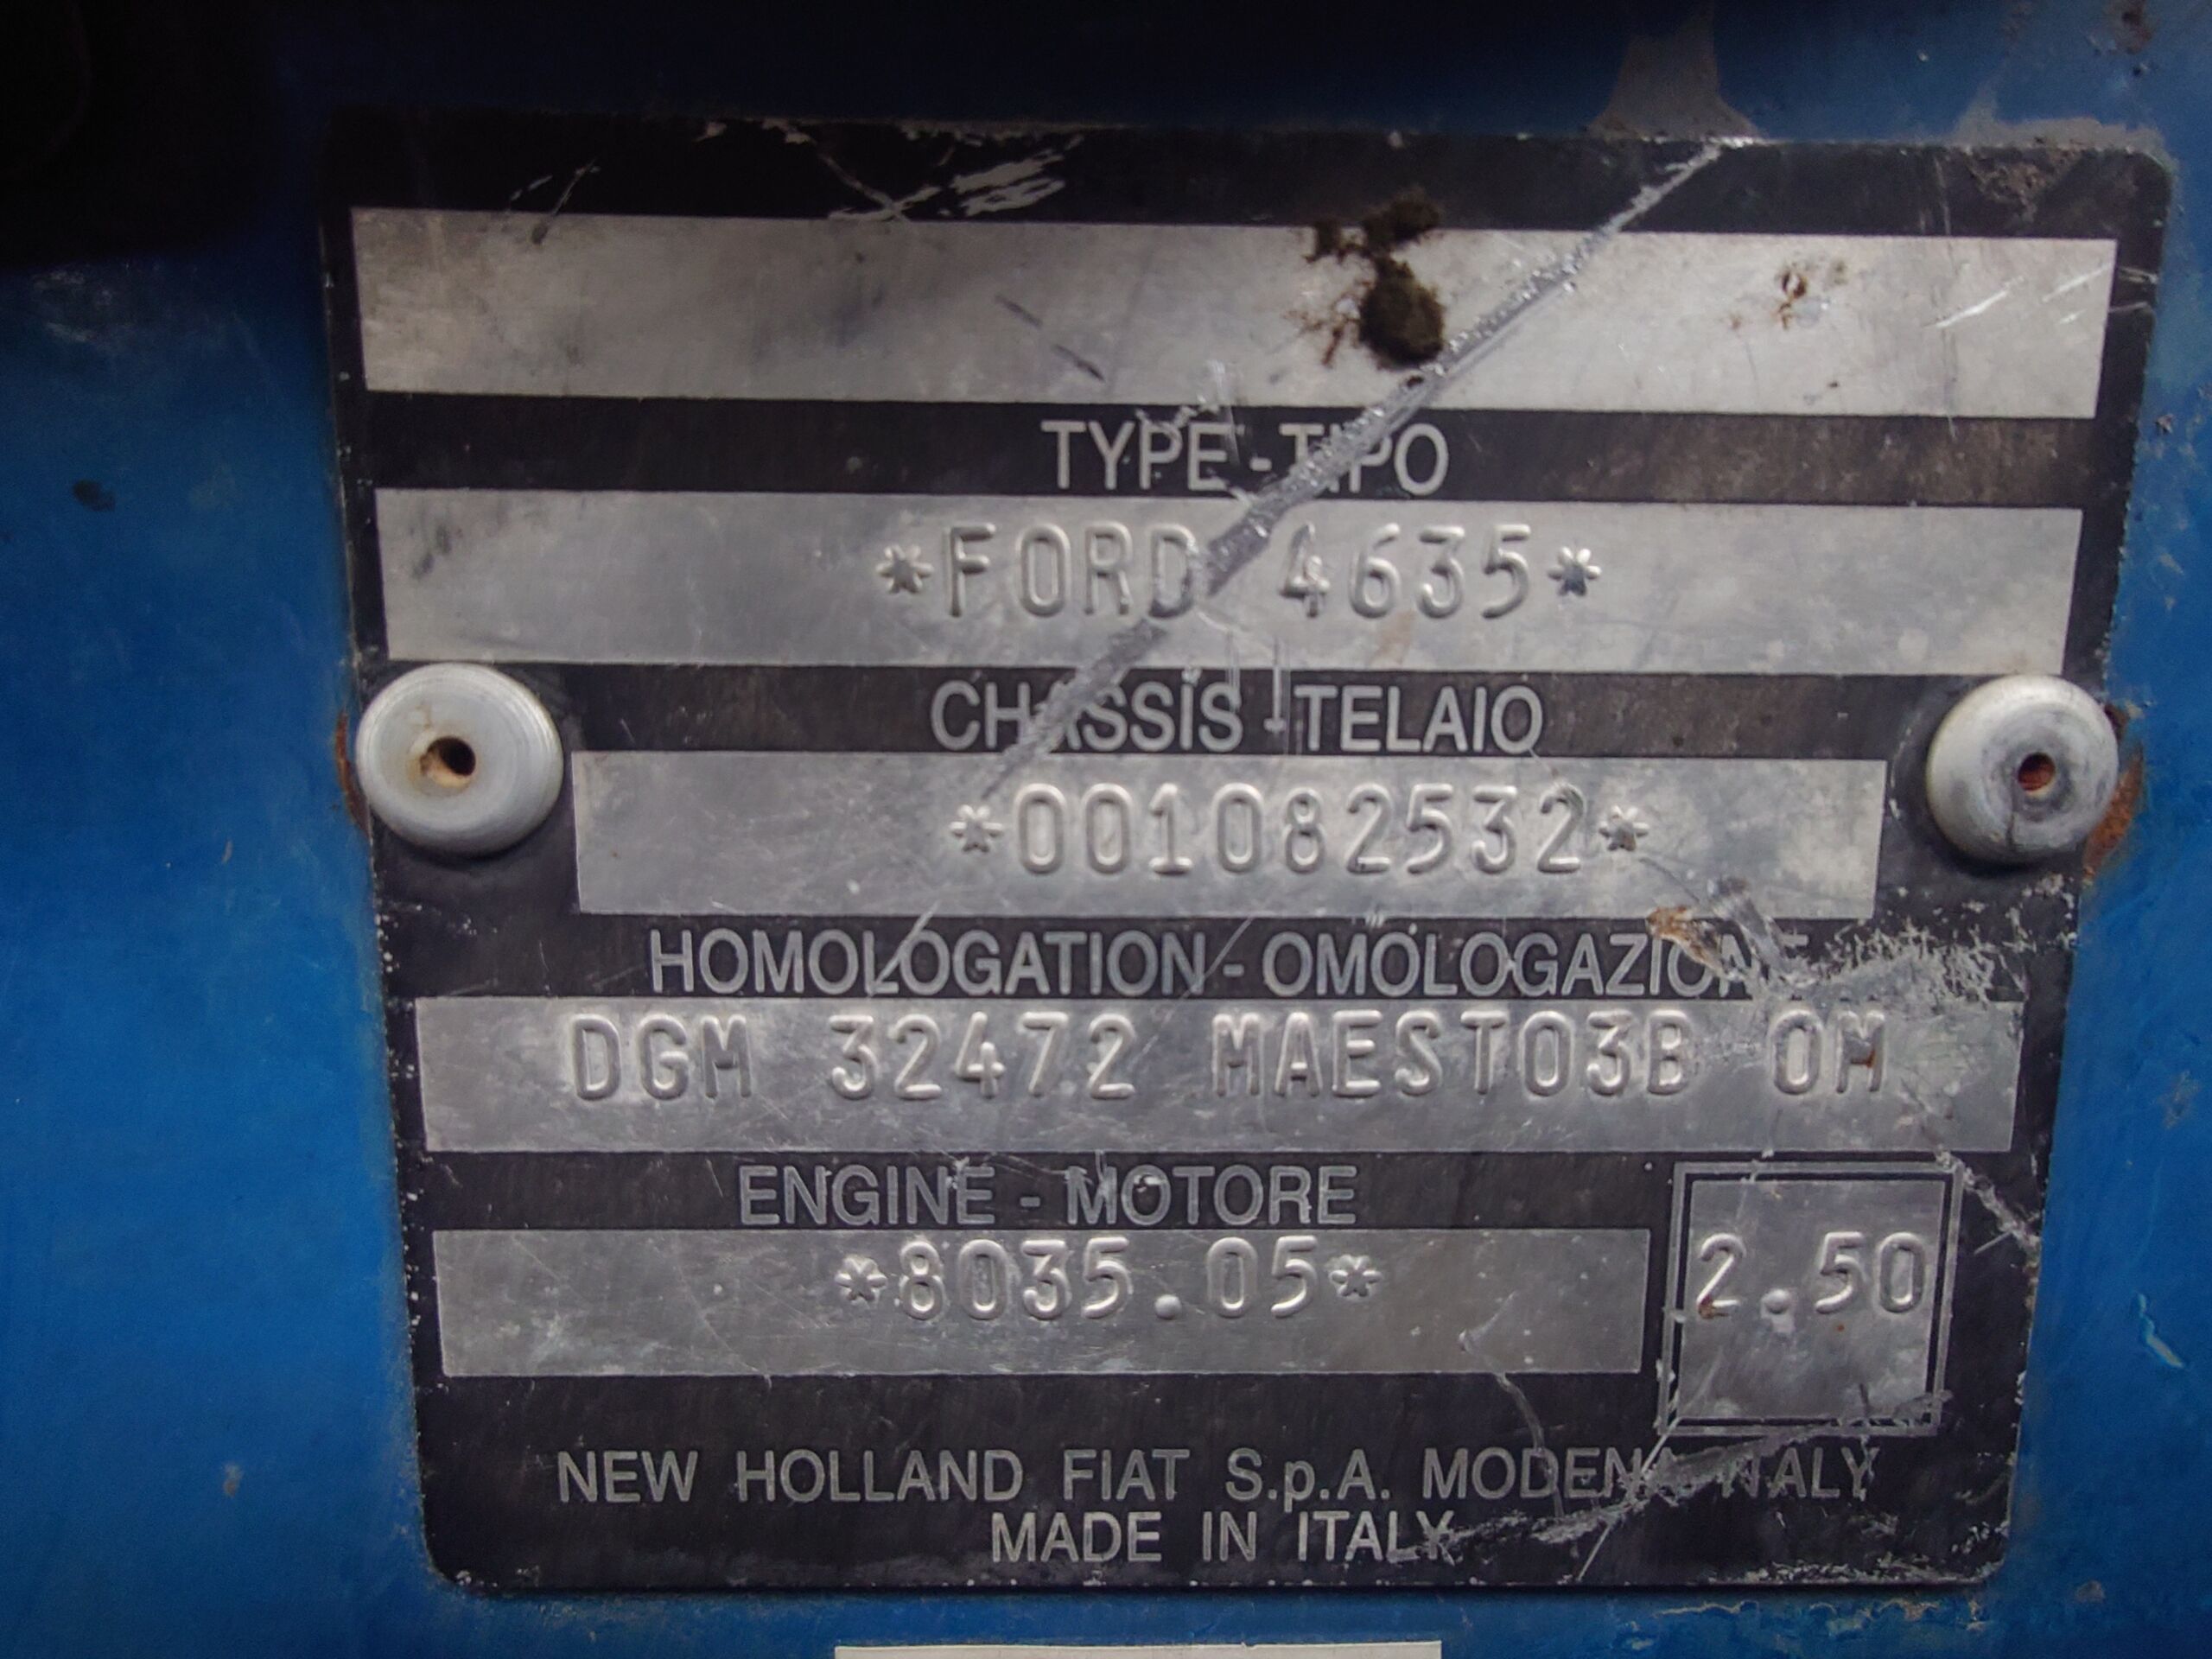 TYPE - TIPO
*FORD 4635*
CHASSIS - TELAIO
*001082532*
HOMOLOGATION - OMOLOGAZIONE
DGM 32472 MAEST03B OM
ENGINE - MOTORE
*8035.05*
2.50
NEW HOLLAND FIAT S.p.A. MODENA ITALY
MADE IN ITALY